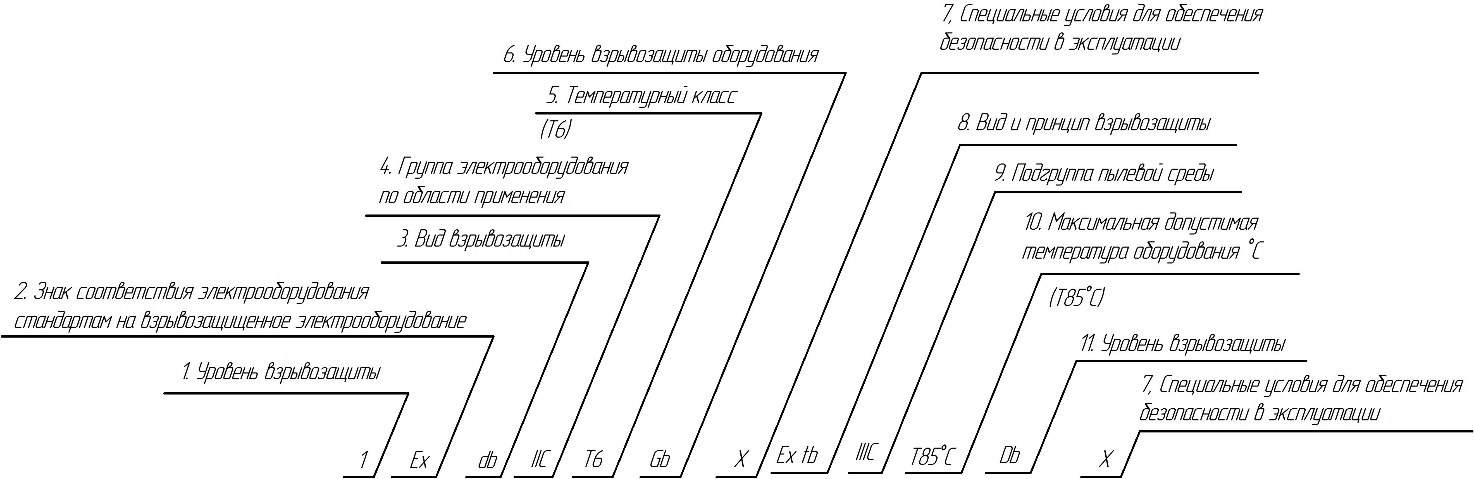 7, Специальные условия для обеспечения
безопасности в эксплуатации
6. Уровень взрывозащиты оборудования
5. Температурный класс
(Т6)
8. Вид и принцип взрывозащиты
4. Группа электрооборудования
по области применения
9. Подгруппа пылевой среды
3. Вид взрывозащиты
10. Максимальная допустимая
температура оборудования °С
(Т85°С)
2. Знак соответствия электрооборудования
стандартам на взрывозащищенное электрооборудование
11. Уровень взрывозащиты
1. Уровень взрывозащиты
7, Специальные условия для обеспечения
безопасности в эксплуатации
1 Ex db IIC T6 Gb X Ex tb IIIC T85°C Db X